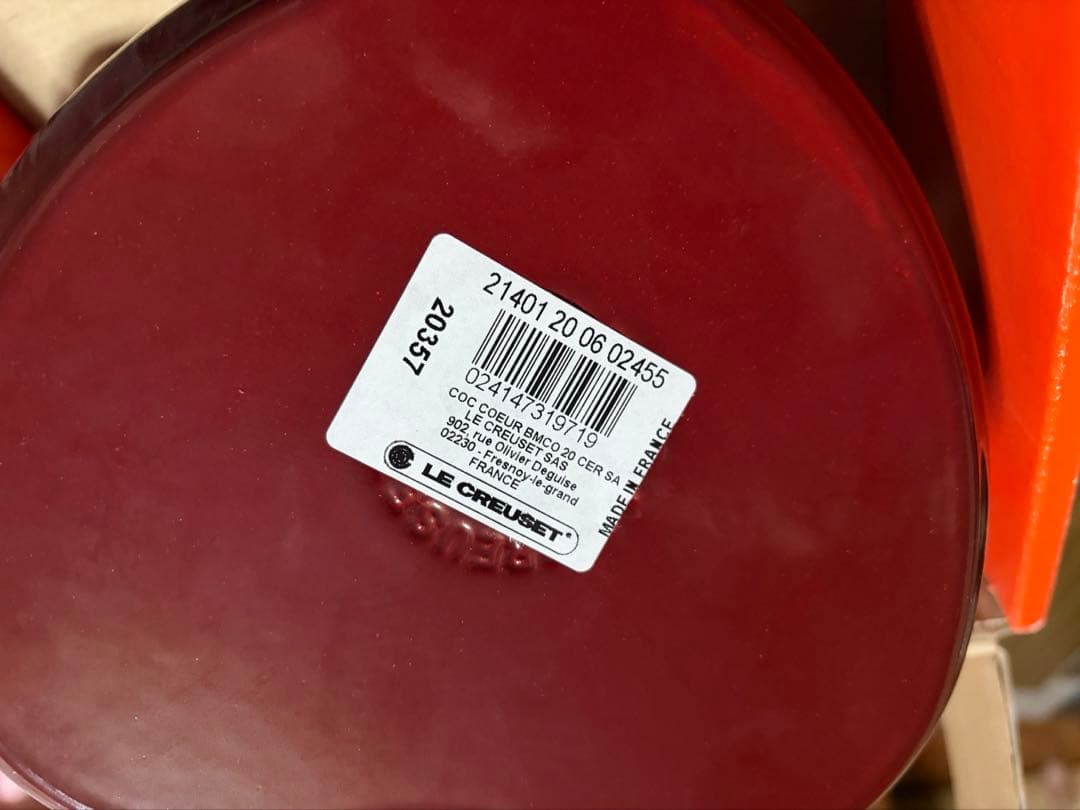 21401 20 06 02455
20357
024147319719
COC COEUR BMCO 20 CER SA
LE CREUSET SAS
902, rue Olivier Deguise
02230 - Fresnoy-le-grand
FRANCE
MADE IN FRANCE
LE CREUSET